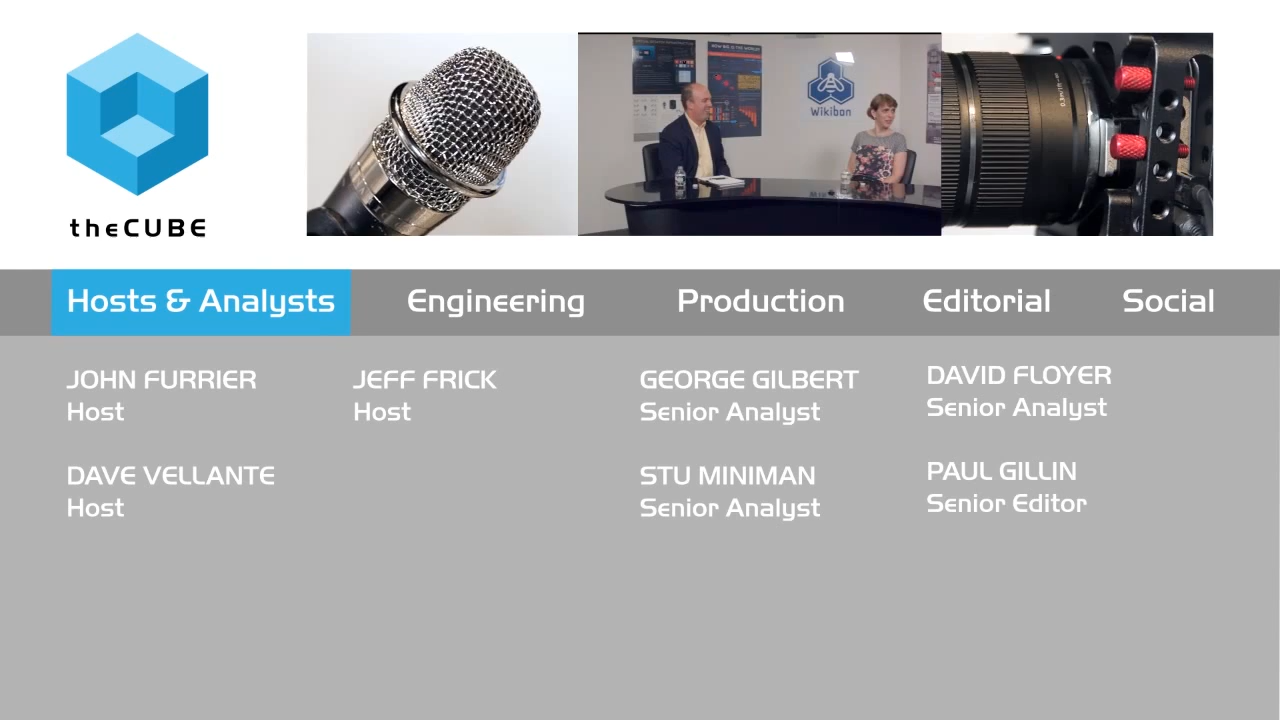 theCUBE
Wikibon
Hosts & Analysts
Engineering
Production
Editorial
Social
JOHN FURRIER
Host
DAVE VELLANTE
Host
JEFF FRICK
Host
GEORGE GILBERT
Senior Analyst
STU MINIMAN
Senior Analyst
DAVID FLOYER
Senior Analyst
PAUL GILLIN
Senior Editor